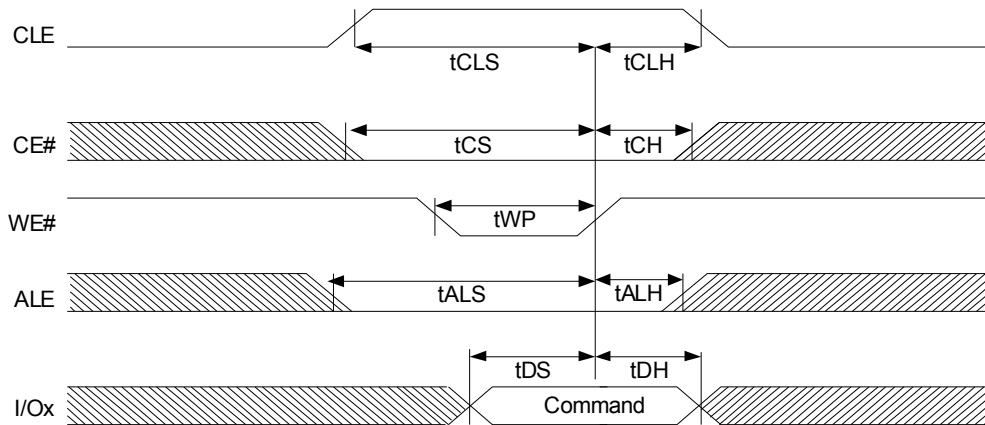 CLE
tCLS
tCLH
CE#
tCS
tCH
WE#
tWP
ALE
tALS
tALH
tDS
tDH
I/Ox
Command